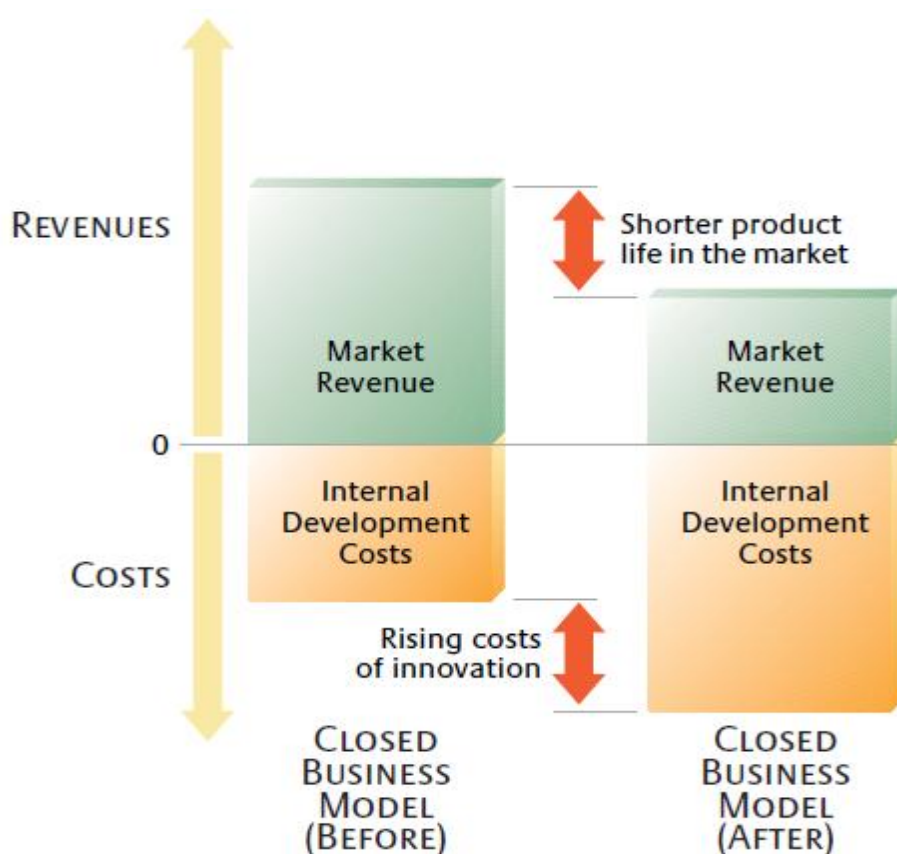 REVENUES
Shorter product
life in the market
Market
Revenue
Market
Revenue
0
Internal
Development
Costs
Internal
Development
Costs
COSTS
Rising costs
of innovation
CLOSED
BUSINESS
MODEL
(BEFORE)
CLOSED
BUSINESS
MODEL
(AFTER)